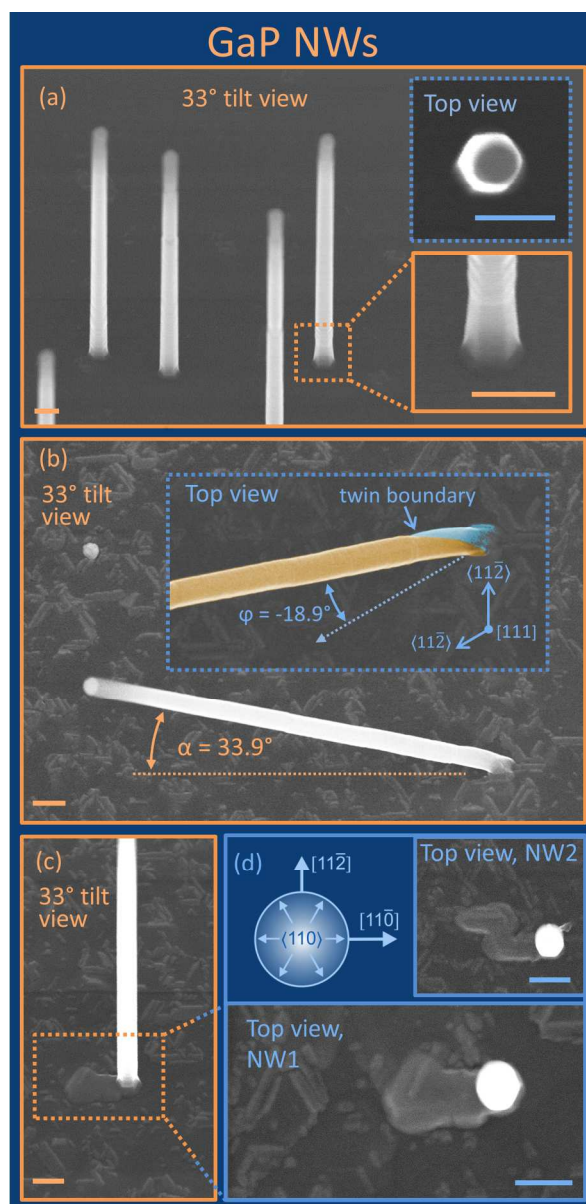 GaP NWs
(a)
33° tilt view
Top view
(b)
33° tilt
view
Top view
twin boundary
φ = -18.9°
⟨112̄⟩
⟨112̄⟩
[111]
α = 33.9°
(c)
33° tilt
view
(d)
[112̄]
⟨110⟩
[11̄0]
Top view, NW2
Top view,
NW1